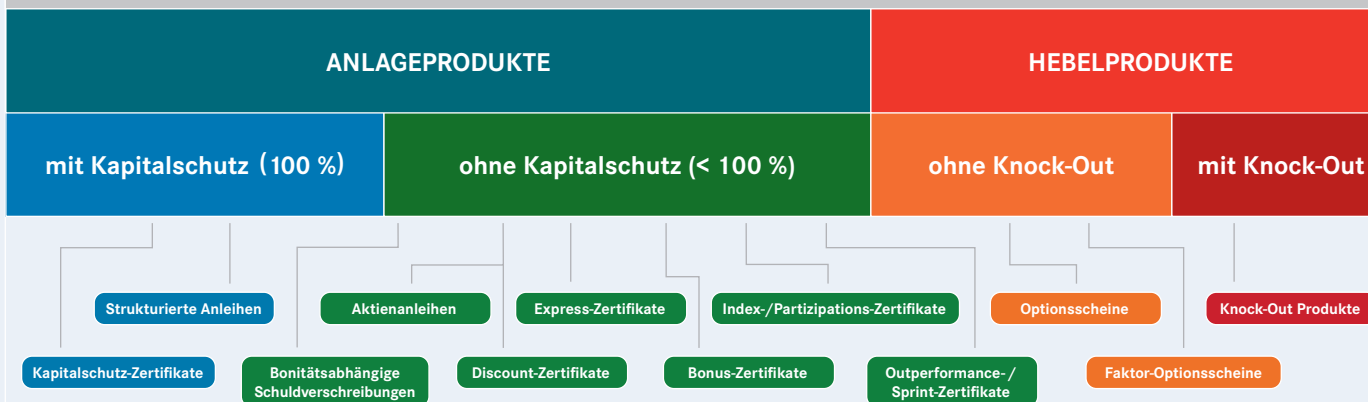 ANLAGEPRODUKTE
HEBELPRODUKTE
mit Kapitalschutz (100 %)
ohne Kapitalschutz (< 100 %)
ohne Knock-Out
mit Knock-Out
Strukturierte Anleihen
Aktienanleihen
Express-Zertifikate
Index-/Partizipations-Zertifikate
Optionsscheine
Knock-Out Produkte
Kapitalschutz-Zertifikate
Bonitätsabhängige
Schuldverschreibungen
Discount-Zertifikate
Bonus-Zertifikate
Outperformance-/
Sprint-Zertifikate
Faktor-Optionsscheine